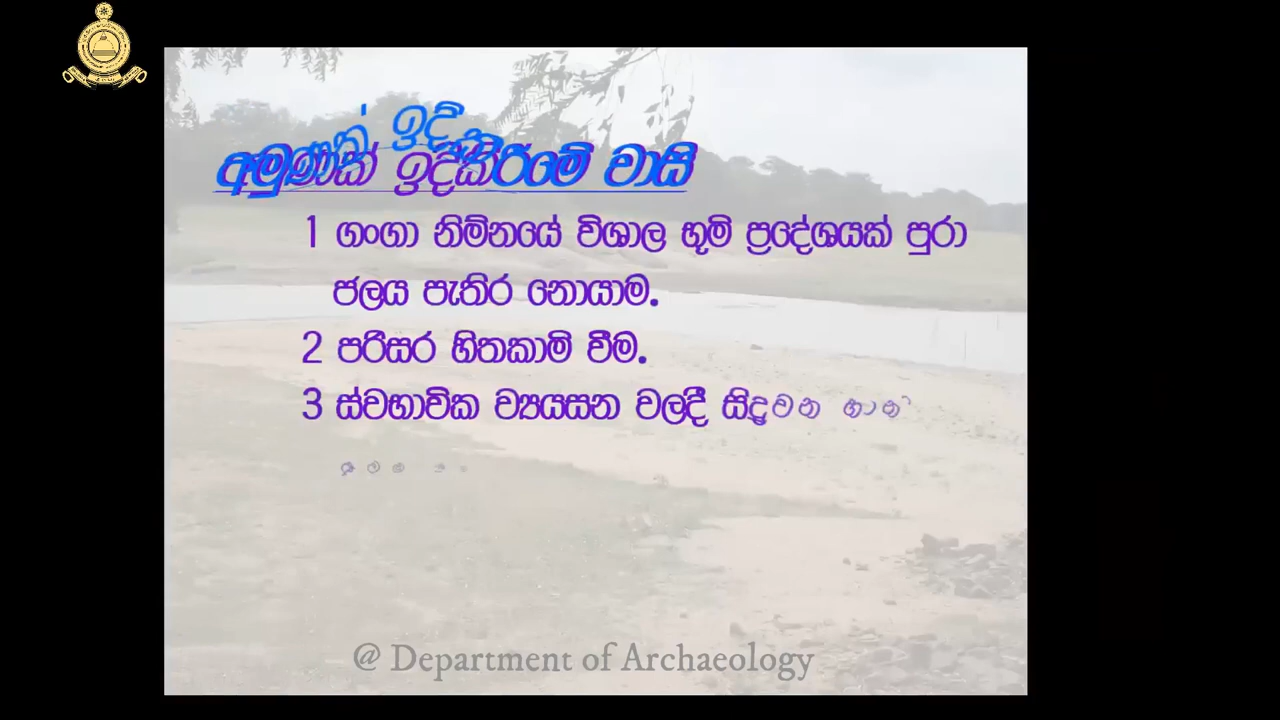 අමුණක් ඉදිකිරීමේ වාසි
1 ගංගා නිම්නයේ විශාල භූමි ප්‍රදේශයක් පුරා
ජලය පැතිර නොයාම.
2 පරිසර හිතකාමි වීම.
3 ස්වභාවික ව්‍යයසන වලදී සිදුවන
@ Department of Archaeology